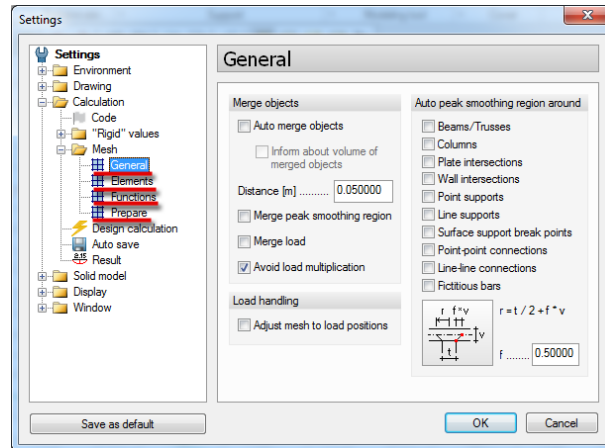 Settings
Settings
Environment
Drawing
Calculation
Code
"Rigid" values
Mesh
General
Elements
Functions
Prepare
Design calculation
Auto save
Result
Solid model
Display
Window
Save as default
General
Merge objects
Auto merge objects
Inform about volume of
merged objects
Distance [m] .......... 0.050000
Merge peak smoothing region
Merge load
Avoid load multiplication
Load handling
Adjust mesh to load positions
Auto peak smoothing region around
Beams/Trusses
Columns
Plate intersections
Wall intersections
Point supports
Line supports
Surface support break points
Point-point connections
Line-line connections
Fictitious bars
r f*v
v
t
r = t / 2 + f * v
f ........ 0.50000
OK Cancel